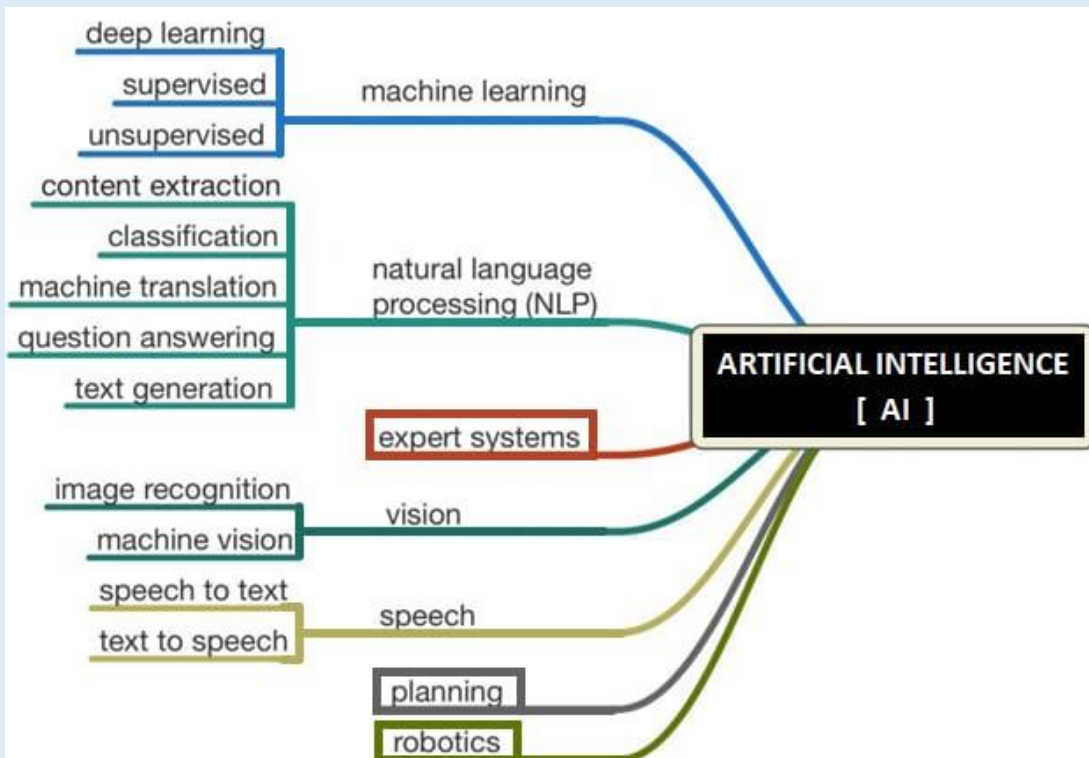 deep learning
supervised
unsupervised
machine learning
content extraction
classification
machine translation
question answering
text generation
natural language
processing (NLP)
expert systems
image recognition
machine vision
vision
speech to text
text to speech
speech
planning
robotics
ARTIFICIAL INTELLIGENCE
[ AI ]